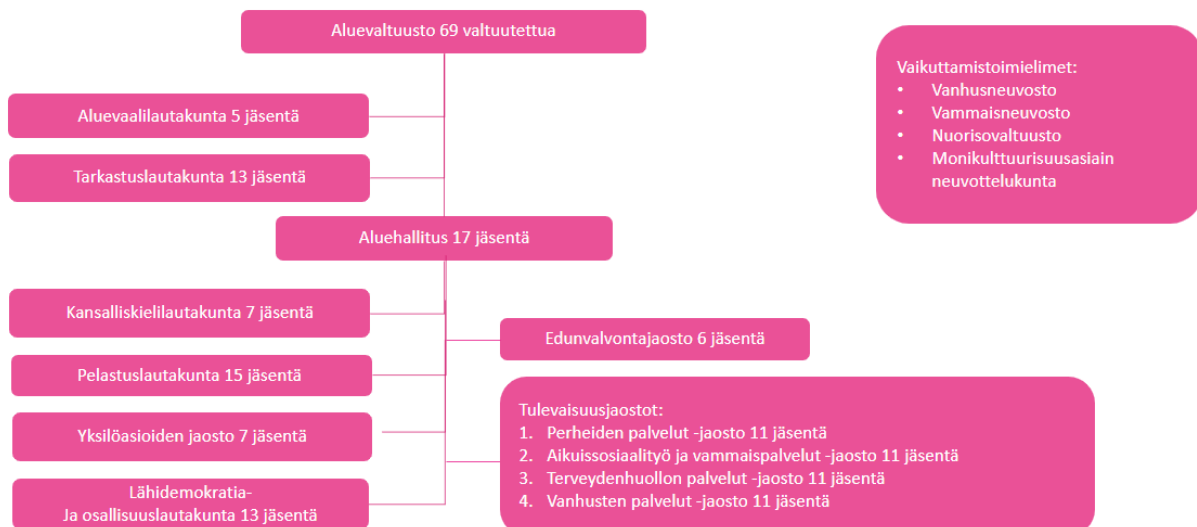 Aluevaltuusto 69 valtuutettua
Vaikuttamistoimielimet:
• Vanhusneuvosto
• Vammaisneuvosto
• Nuorisovaltuusto
• Monikulttuurisuusasiain
neuvottelukunta
Aluevaalilautakunta 5 jäsentä
Tarkastuslautakunta 13 jäsentä
Aluehallitus 17 jäsentä
Kansalliskielilautakunta 7 jäsentä
Edunvalvontajaosto 6 jäsentä
Pelastuslautakunta 15 jäsentä
Yksilöasioiden jaosto 7 jäsentä
Lähidemokratia-
Ja osallisuuslautakunta 13 jäsentä
Tulevaisuusjaostot:
1. Perheiden palvelut -jaosto 11 jäsentä
2. Aikuissosiaalityö ja vammaispalvelut -jaosto 11 jäsentä
3. Terveydenhuollon palvelut -jaosto 11 jäsentä
4. Vanhusten palvelut -jaosto 11 jäsentä